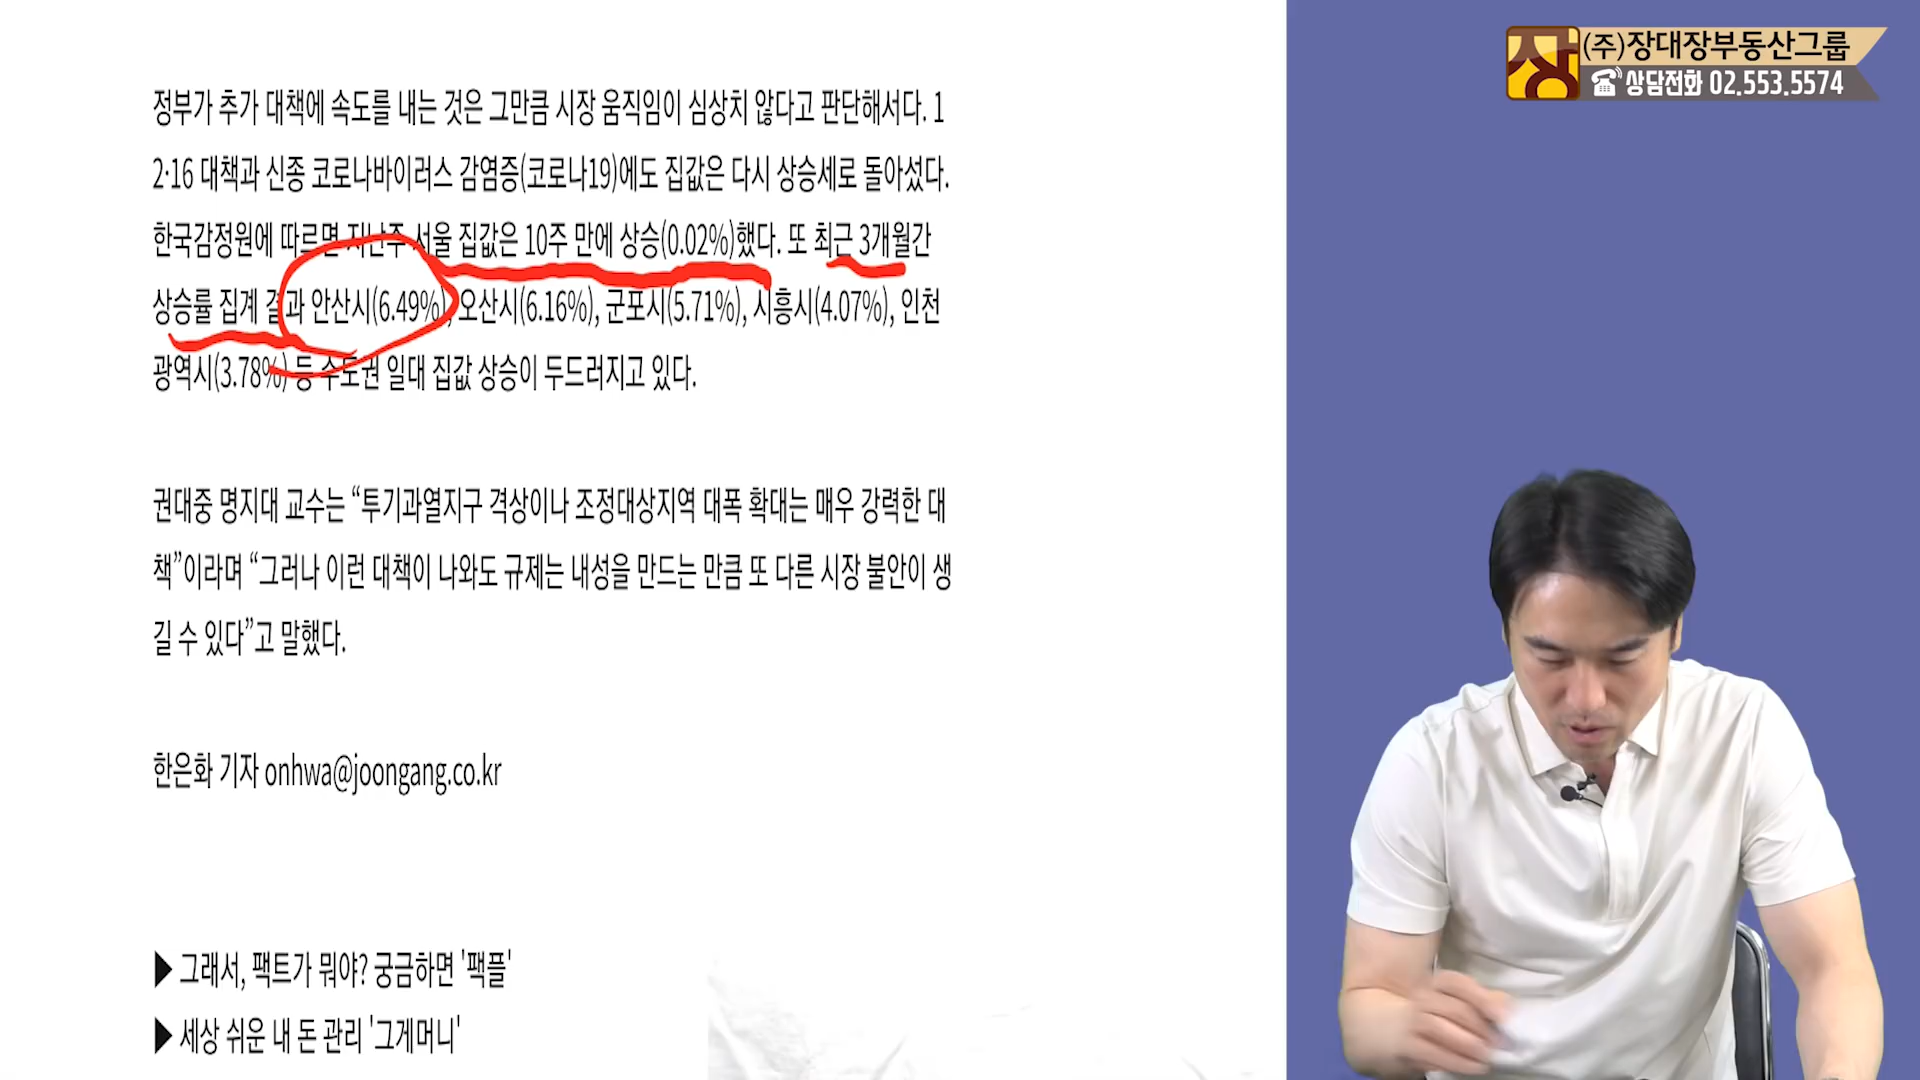 정부가 추가 대책에 속도를 내는 것은 그만큼 시장 움직임이 심상치 않다고 판단해서다. 1
2·16 대책과 신종 코로나바이러스 감염증(코로나19)에도 집값은 다시 상승세로 돌아섰다.
한국감정원에 따르면 지난주 서울 집값은 10주 만에 상승(0.02%)했다. 또 최근 3개월간
상승률 집계 결과 안산시(6.49%), 오산시(6.16%), 군포시(5.71%), 시흥시(4.07%), 인천
광역시(3.78%) 등 수도권 일대 집값 상승이 두드러지고 있다.
권대중 명지대 교수는 “투기과열지구 격상이나 조정대상지역 대폭 확대는 매우 강력한 대
책”이라며 “그러나 이런 대책이 나와도 규제는 내성을 만드는 만큼 또 다른 시장 불안이 생
길 수 있다”고 말했다.
한은화 기자 onhwa@joongang.co.kr
▶ 그래서, 팩트가 뭐야? 궁금하면 '팩플'
▶ 세상 쉬운 내 돈 관리 '그게머니'
장
(주)장대장부동산그룹
☎상담전화 02.553.5574